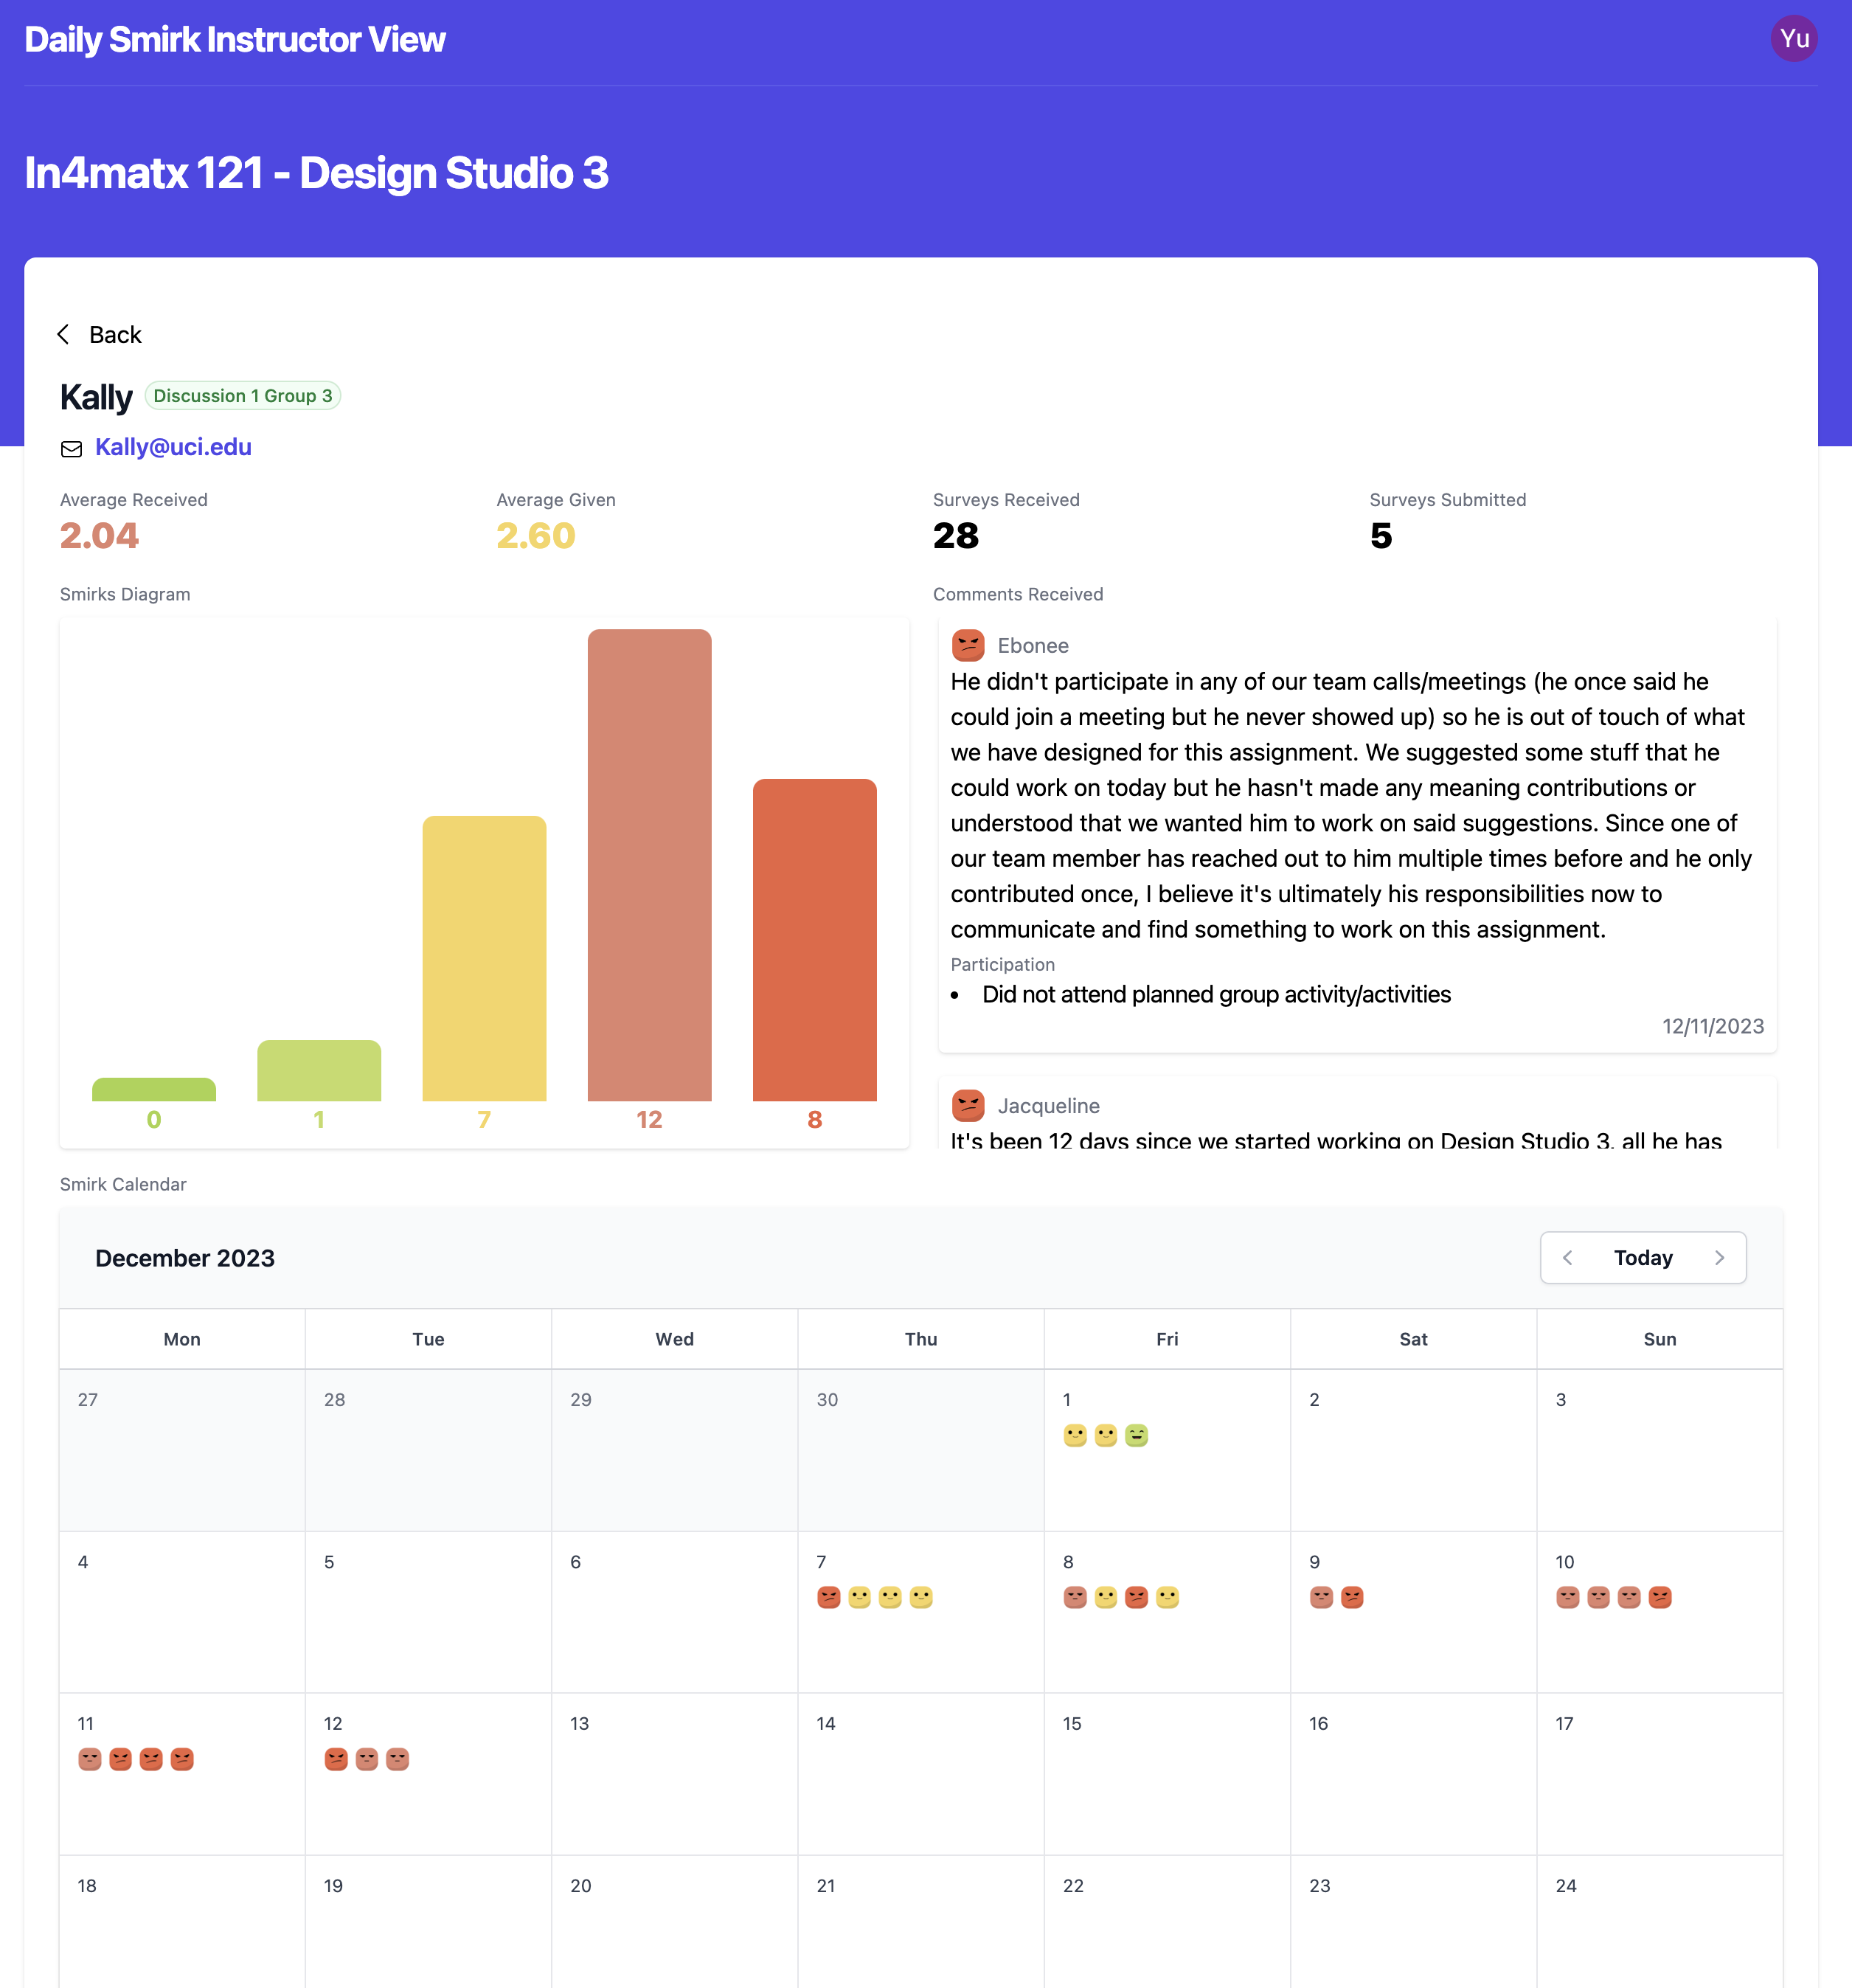 Daily Smirk Instructor View
Yu
In4matx 121 - Design Studio 3
Back
Kally
Discussion 1 Group 3
Kally@uci.edu
Average Received
2.04
Average Given
2.60
Surveys Received
28
Surveys Submitted
5
Smirks Diagram
0
1
7
12
8
Comments Received
Ebonee
He didn't participate in any of our team calls/meetings (he once said he
could join a meeting but he never showed up) so he is out of touch of what
we have designed for this assignment. We suggested some stuff that he
could work on today but he hasn't made any meaning contributions or
understood that we wanted him to work on said suggestions. Since one of
our team member has reached out to him multiple times before and he only
contributed once, I believe it's ultimately his responsibilities now to
communicate and find something to work on this assignment.
Participation
• Did not attend planned group activity/activities
12/11/2023
Jacqueline
It's been 12 days since we started working on Design Studio 3, all he has
Smirk Calendar
December 2023
Today
Mon Tue Wed Thu Fri Sat Sun
27 28 29 30 1 2 3
4 5 6 7 8 9 10
11 12 13 14 15 16 17
18 19 20 21 22 23 24